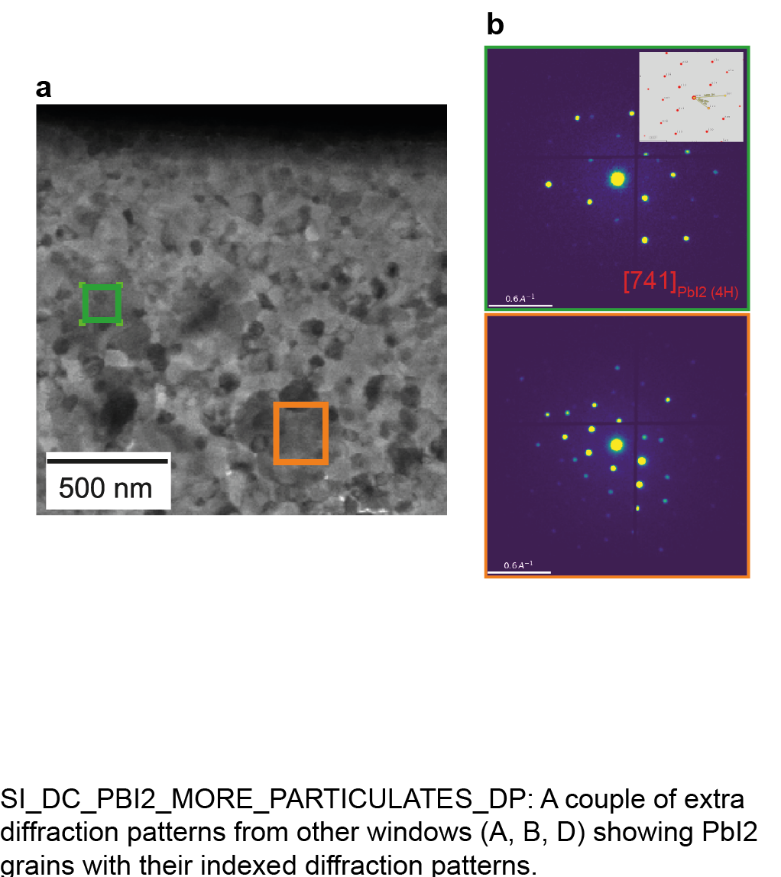 b
a
[741]PbI2 (4H)
0.6 A⁻¹
500 nm
0.6 A⁻¹
SI_DC_PBI2_MORE_PARTICULATES_DP: A couple of extra
diffraction patterns from other windows (A, B, D) showing PbI2
grains with their indexed diffraction patterns.